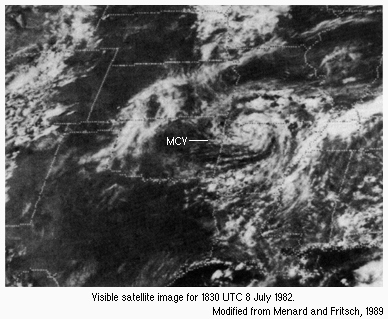 MCV
Visible satellite image for 1830 UTC 8 July 1982.
Modified from Menard and Fritsch, 1989